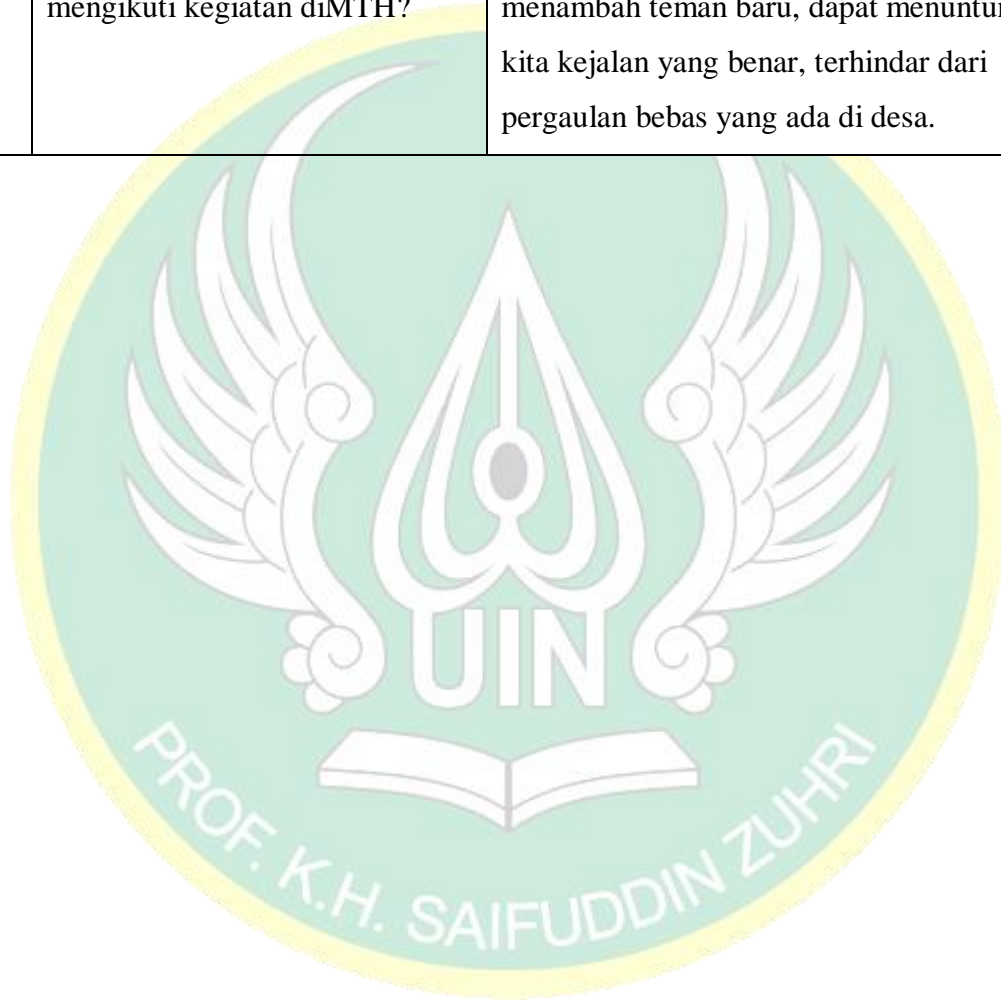 mengikuti kegiatan diMTH?
menambah teman baru, dapat
kita kejalan yang benar, terhindar dari
pergaulan bebas yang ada di desa.
UIN
PROF. K.H. SAIFUDDIN ZUHRI